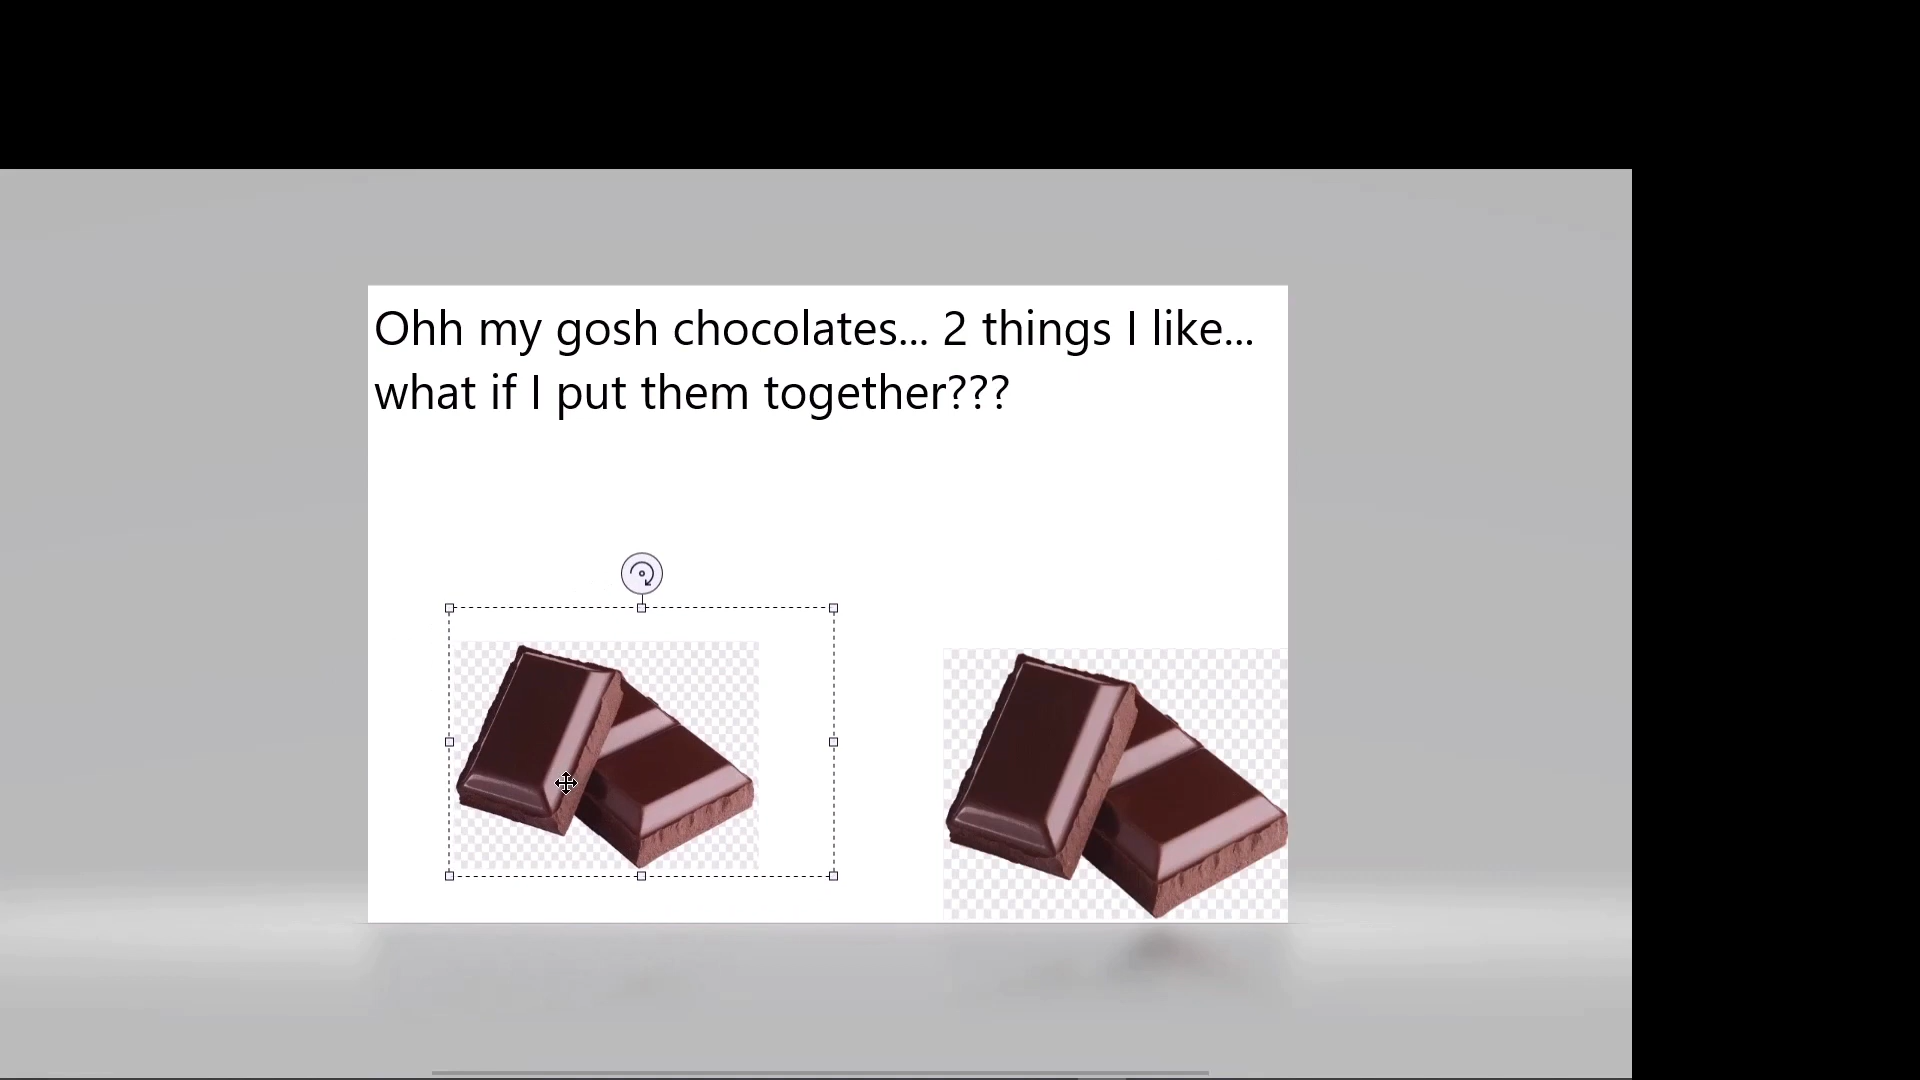 Ohh my gosh chocolates... 2 things I like...
what if I put them together???